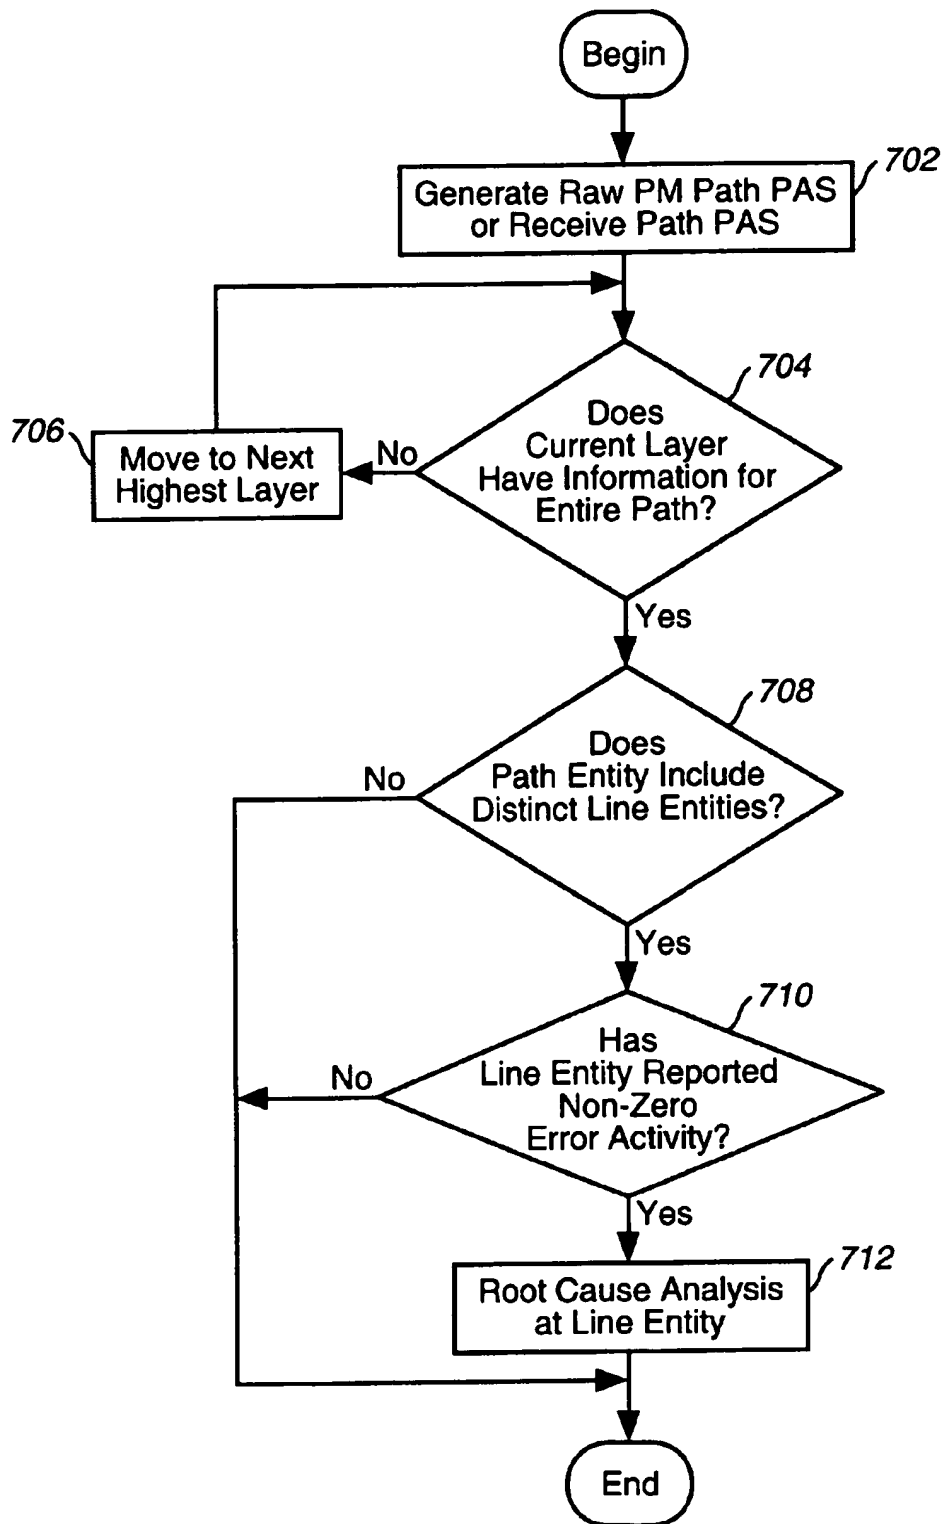 Begin
702
Generate Raw PM Path PAS
or Receive Path PAS
704
Does
Current Layer
Have Information for
Entire Path?
No
706
Move to Next
Highest Layer
Yes
708
Does
Path Entity Include
Distinct Line Entities?
No
Yes
710
Has
Line Entity Reported
Non-Zero
Error Activity?
No
Yes
712
Root Cause Analysis
at Line Entity
End